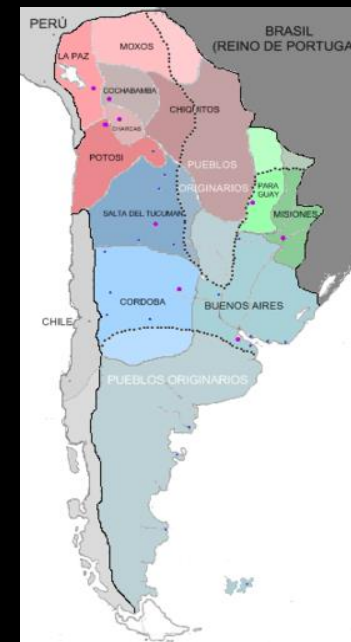 PERÚ
BRASIL
(REINO DE PORTUGA
MOXOS
LA PAZ
COCHABAMBA
CHIQUITOS
CHARCAS
POTOSI
PUEBLOS
ORIGINARIOS
PARA
GUAY
MISIONES
SALTA DEL TUCUMAN
CORDOBA
BUENOS AIRES
CHILE
PUEBLOS ORIGINARIOS